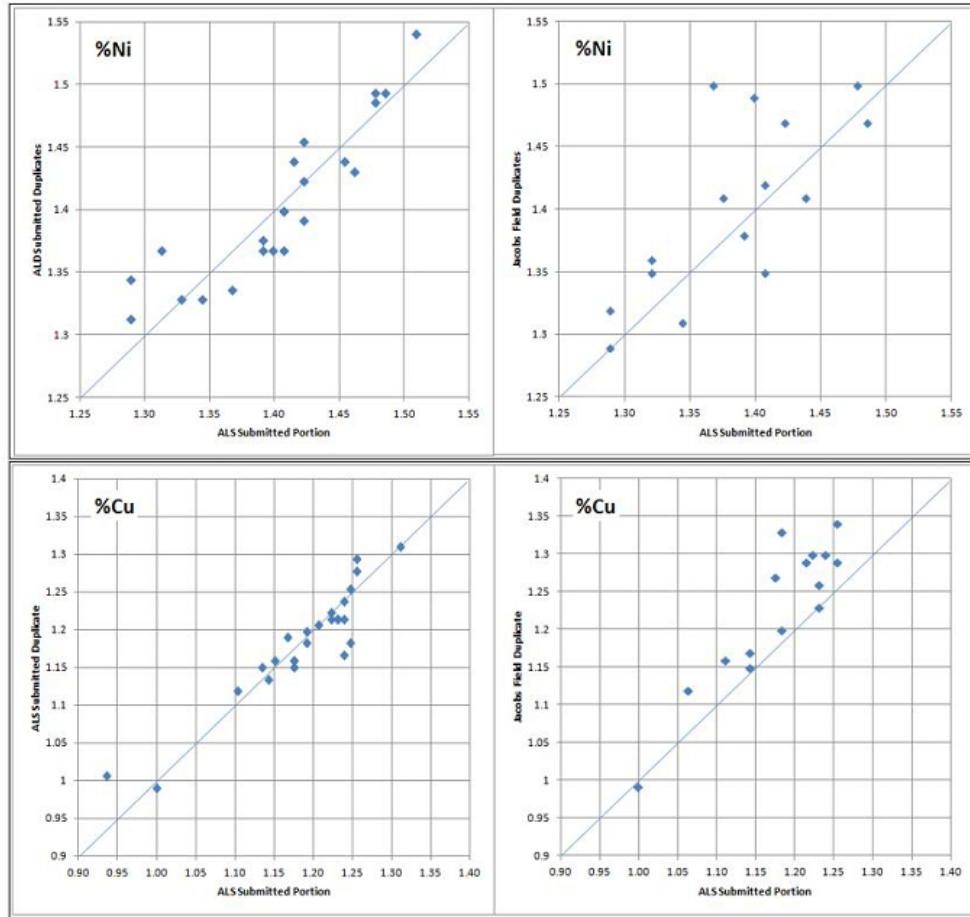 %Ni
1.55
1.5
1.45
1.4
1.35
1.3
1.25
ALD Submitted Duplicates
1.25 1.30 1.35 1.40 1.45 1.50 1.55
ALS Submitted Portion
%Ni
1.55
1.5
1.45
1.4
1.35
1.3
1.25
Jacobs Field Duplicates
1.25 1.30 1.35 1.40 1.45 1.50 1.55
ALS Submitted Portion
%Cu
1.4
1.35
1.3
1.25
1.2
1.15
1.1
1.05
1
0.95
0.9
ALS Submitted Duplicate
0.90 0.95 1.00 1.05 1.10 1.15 1.20 1.25 1.30 1.35 1.40
ALS Submitted Portion
%Cu
1.4
1.35
1.3
1.25
1.2
1.15
1.1
1.05
1
0.95
0.9
Jacobs Field Duplicate
0.90 0.95 1.00 1.05 1.10 1.15 1.20 1.25 1.30 1.35 1.40
ALS Submitted Portion